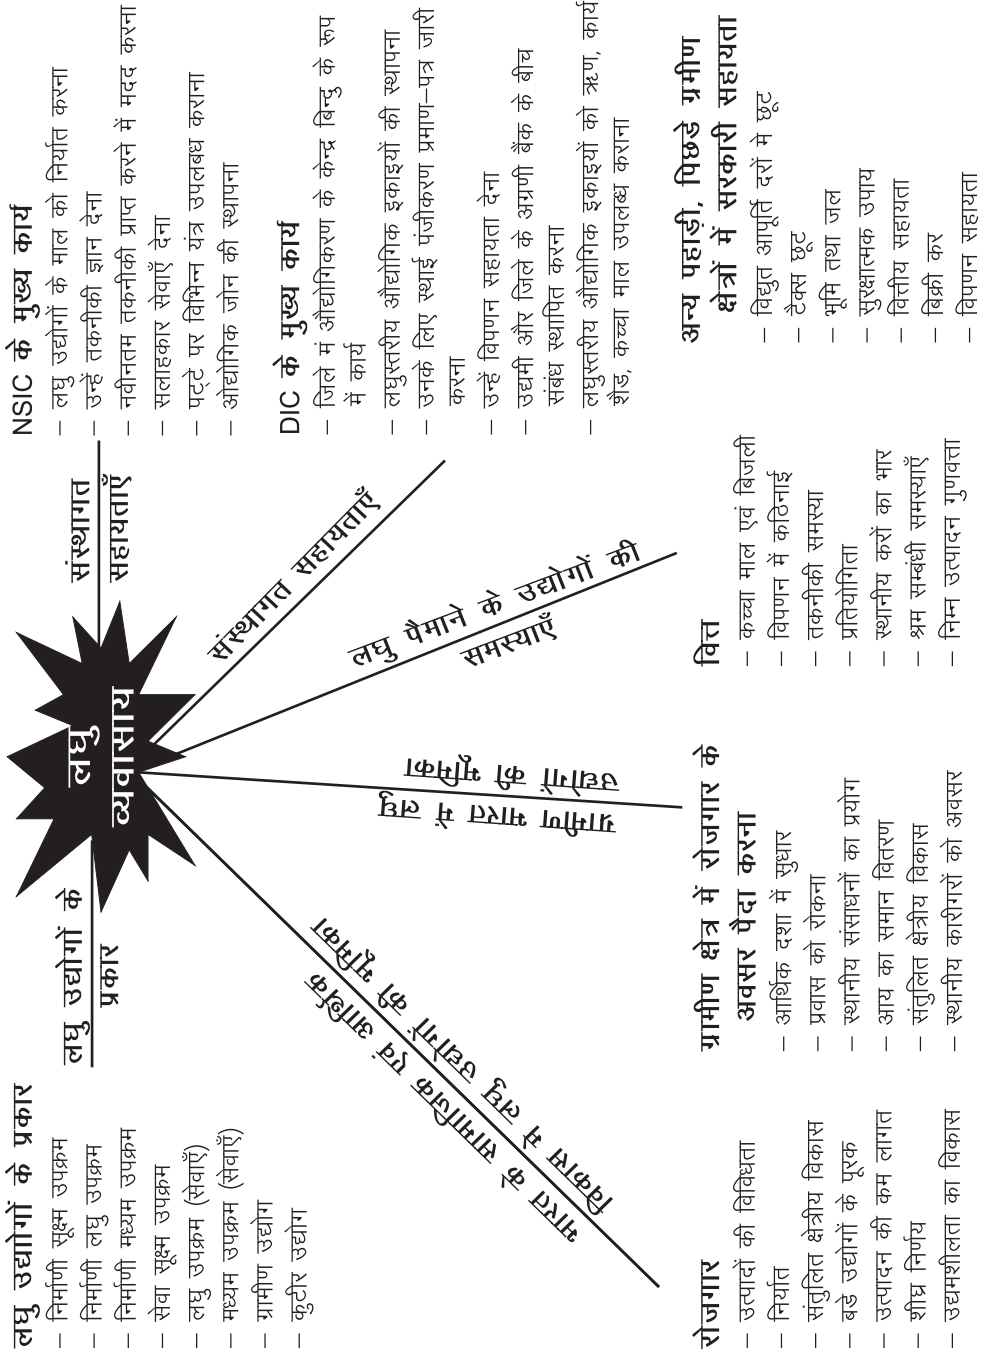 लघु
व्यवासाय
लघु उद्योगों के
प्रकार
लघु उद्योगों के प्रकार
– निर्माणी सूक्ष्म उपक्रम
– निर्माणी लघु उपक्रम
– निर्माणी मध्यम उपक्रम
– सेवा सूक्ष्म उपक्रम
– लघु उपक्रम (सेवाएँ)
– मध्यम उपक्रम (सेवाएँ)
– ग्रामीण उद्योग
– कुटीर उद्योग
संस्थागत
सहायताएँ
NSIC के मुख्य कार्य
– लघु उद्योगों के माल को निर्यात करना
– उन्हें तकनीकी ज्ञान देना
– नवीनतम तकनीकी प्राप्त करने में मदद करना
– सलाहकार सेवाएँ देना
– पट्टे पर विभिन्न यंत्र उपलब्ध कराना
– ओद्योगिक जोन की स्थापना
संस्थागत सहायताएँ
DIC के मुख्य कार्य
– जिले में औद्योगिकरण के केन्द्र बिन्दु के रूप
में कार्य
– लघुस्तरीय औद्योगिक इकाइयों की स्थापना
– उनके लिए स्थाई पंजीकरण प्रमाण–पत्र जारी
करना
– उन्हें विपणन सहायता देना
– उद्यमी और जिले के अग्रणी बैंक के बीच
संबंध स्थापित करना
– लघुस्तरीय औद्योगिक इकाइयों को ऋण, कार्य
शैड, कच्चा माल उपलब्ध कराना
लघु पैमाने के उद्योगों की
समस्याएँ
ग्रामीण भारत में लघु
उद्योगों की भूमिका
भारत के सामाजिक एवं आर्थिक
विकास में लघु उद्योगों की भूमिका
रोजगार
– उत्पादों की विविधता
– निर्यात
– संतुलित क्षेत्रीय विकास
– बड़े उद्योगों के पूरक
– उत्पादन की कम लागत
– शीघ्र निर्णय
– उद्यमशीलता का विकास
ग्रामीण क्षेत्र में रोजगार के
अवसर पैदा करना
– आर्थिक दशा में सुधार
– प्रवास को रोकना
– स्थानीय संसाधनों का प्रयोग
– आय का समान वितरण
– संतुलित क्षेत्रीय विकास
– स्थानीय कारीगरों को अवसर
वित्त
– कच्चा माल एवं बिजली
– विपणन में कठिनाई
– तकनीकी समस्या
– प्रतियोगिता
– स्थानीय करों का भार
– श्रम सम्बंधी समस्याएँ
– निम्न उत्पादन गुणवत्ता
अन्य पहाड़ी, पिछडे ग्रमीण
क्षेत्रों में सरकारी सहायता
– विद्युत आपूर्ति दरों में छूट
– टैक्स छूट
– भूमि तथा जल
– सुरक्षात्मक उपाय
– वित्तीय सहायता
– बिक्री कर
– विपणन सहायता